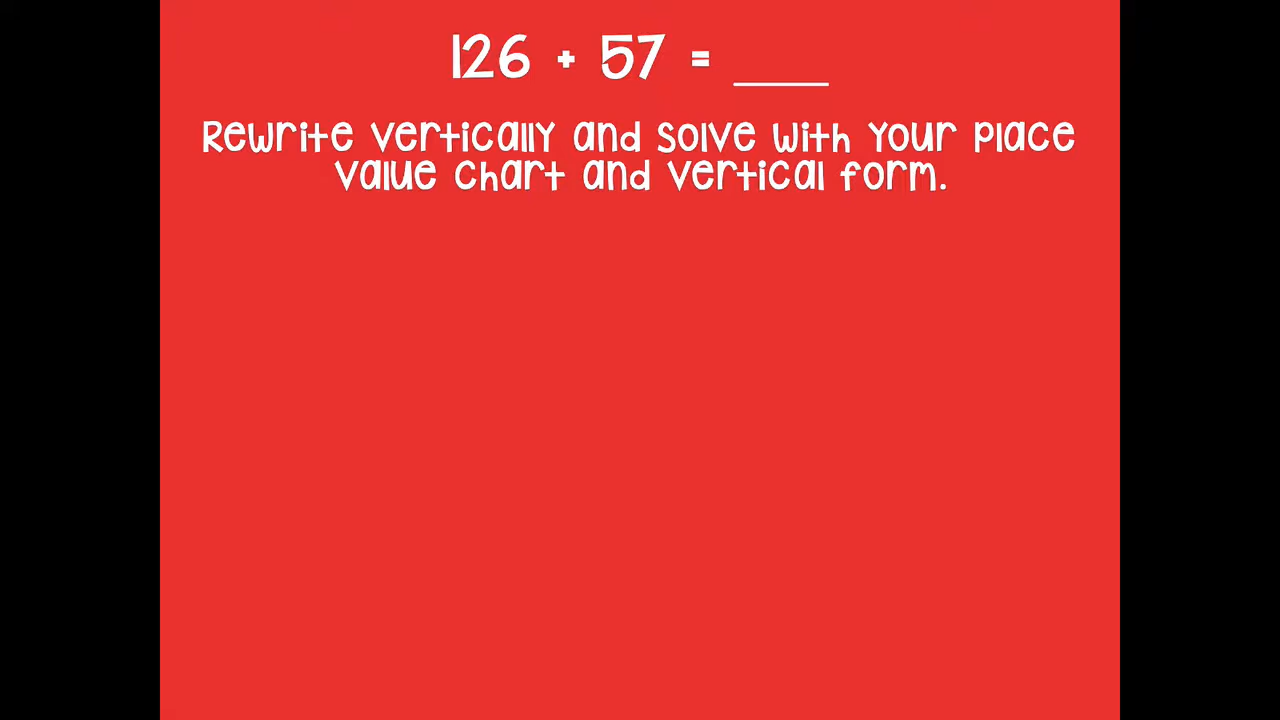 126 + 57 = ____
Rewrite vertically and solve with your place
value chart and vertical form.